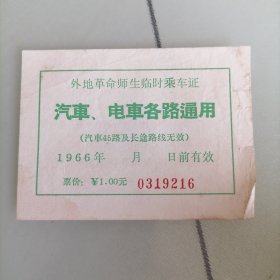 外地革命师生临时乘车证
汽車、电車各路通用
(汽車45路及长途路线无效)
1966年　月　日前有效
票价：￥1.00元 0319216